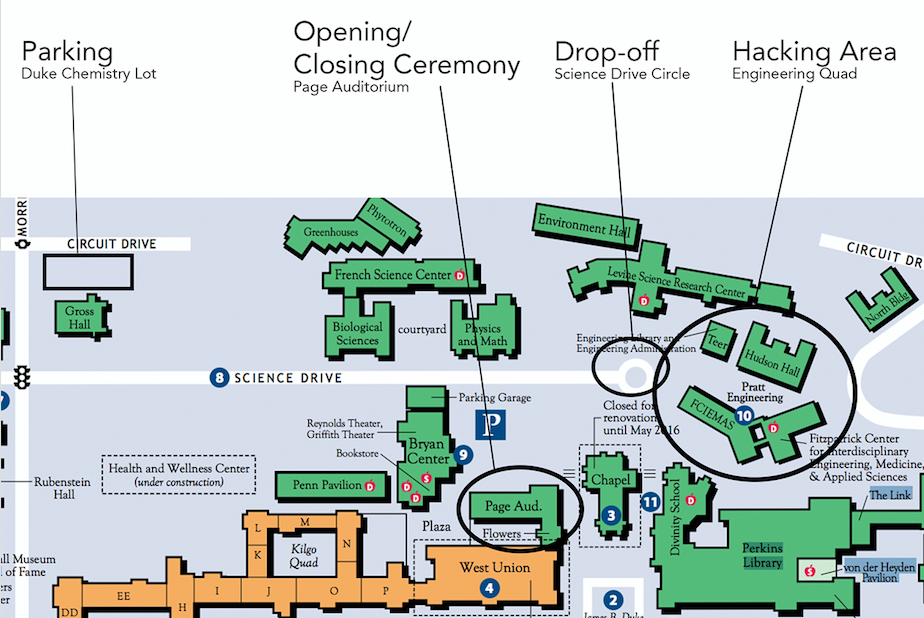 Parking
Duke Chemistry Lot
Opening/
Closing Ceremony
Page Auditorium
Drop-off
Science Drive Circle
Hacking Area
Engineering Quad
MORRI
CIRCUIT DRIVE
Gross
Hall
Greenhouses
Phytotron
French Science Center
D
Biological
Sciences
courtyard
Physics
and Math
Environment Hall
Levine Science Research Center
D
CIRCUIT DR
North Bldg
Engineering Library and
Engineering Administration
Teer
Hudson Hall
8
SCIENCE DRIVE
Pratt
Engineering
10
FCIEMAS
D
Fitzpatrick Center
for Interdisciplinary
Engineering, Medicine,
& Applied Sciences
Parking Garage
P
Reynolds Theater,
Griffith Theater
Bookstore
Bryan
Center
9
$
D
D
Closed for
renovation
until May 2016
Health and Wellness Center
(under construction)
Rubenstein
Hall
Penn Pavilion
D
Page Aud.
Flowers
Plaza
Chapel
3
11
Divinity School
D
The Link
Perkins
Library
$
von der Heyden
Pavilion
L
M
K
N
Kilgo
Quad
West Union
4
2
James B. Duke
all Museum
l of Fame
ers
er
DD
EE
H
I
J
O
P